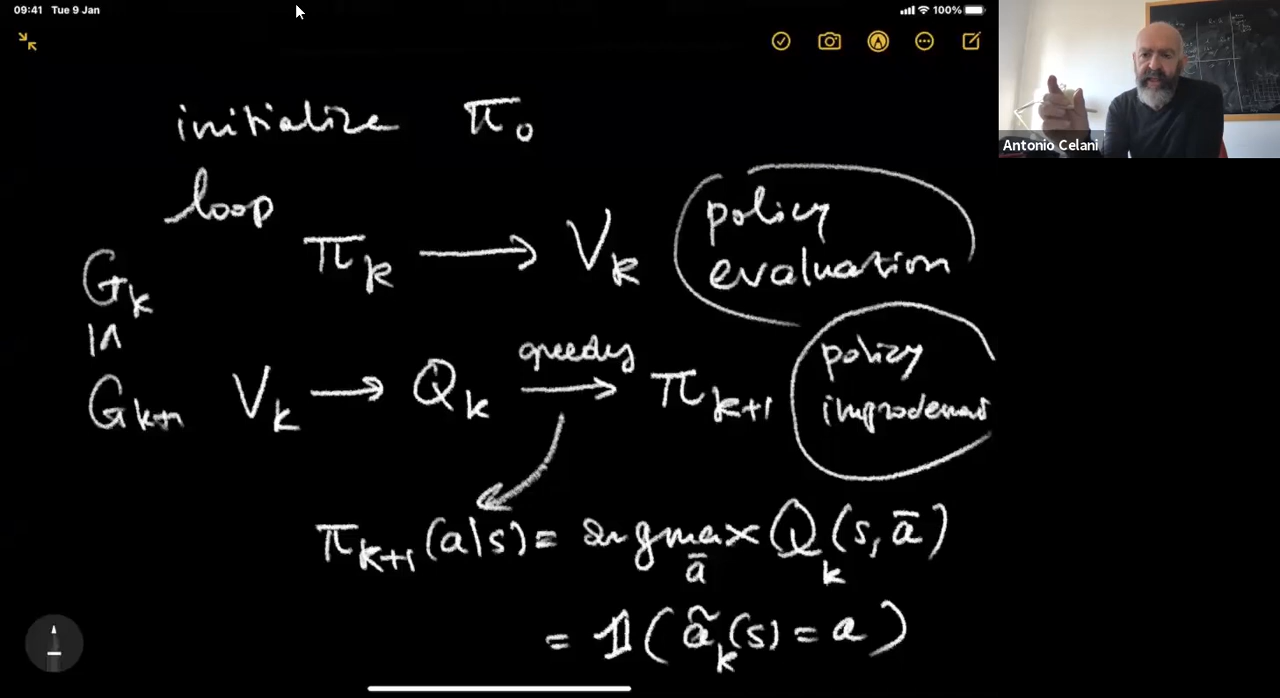 09:41 Tue 9 Jan
100%
Antonio Celani
initialize π₀
loop
πₖ → Vₖ
policy
evaluation
Gₖ
≤
Gₖ₊₁
Vₖ → Qₖ greedy → πₖ₊₁
policy
improvement
πₖ₊₁(a|s) = argmax_ā Qₖ(s, ā)
= 𝟙(ãₖ(s) = a)